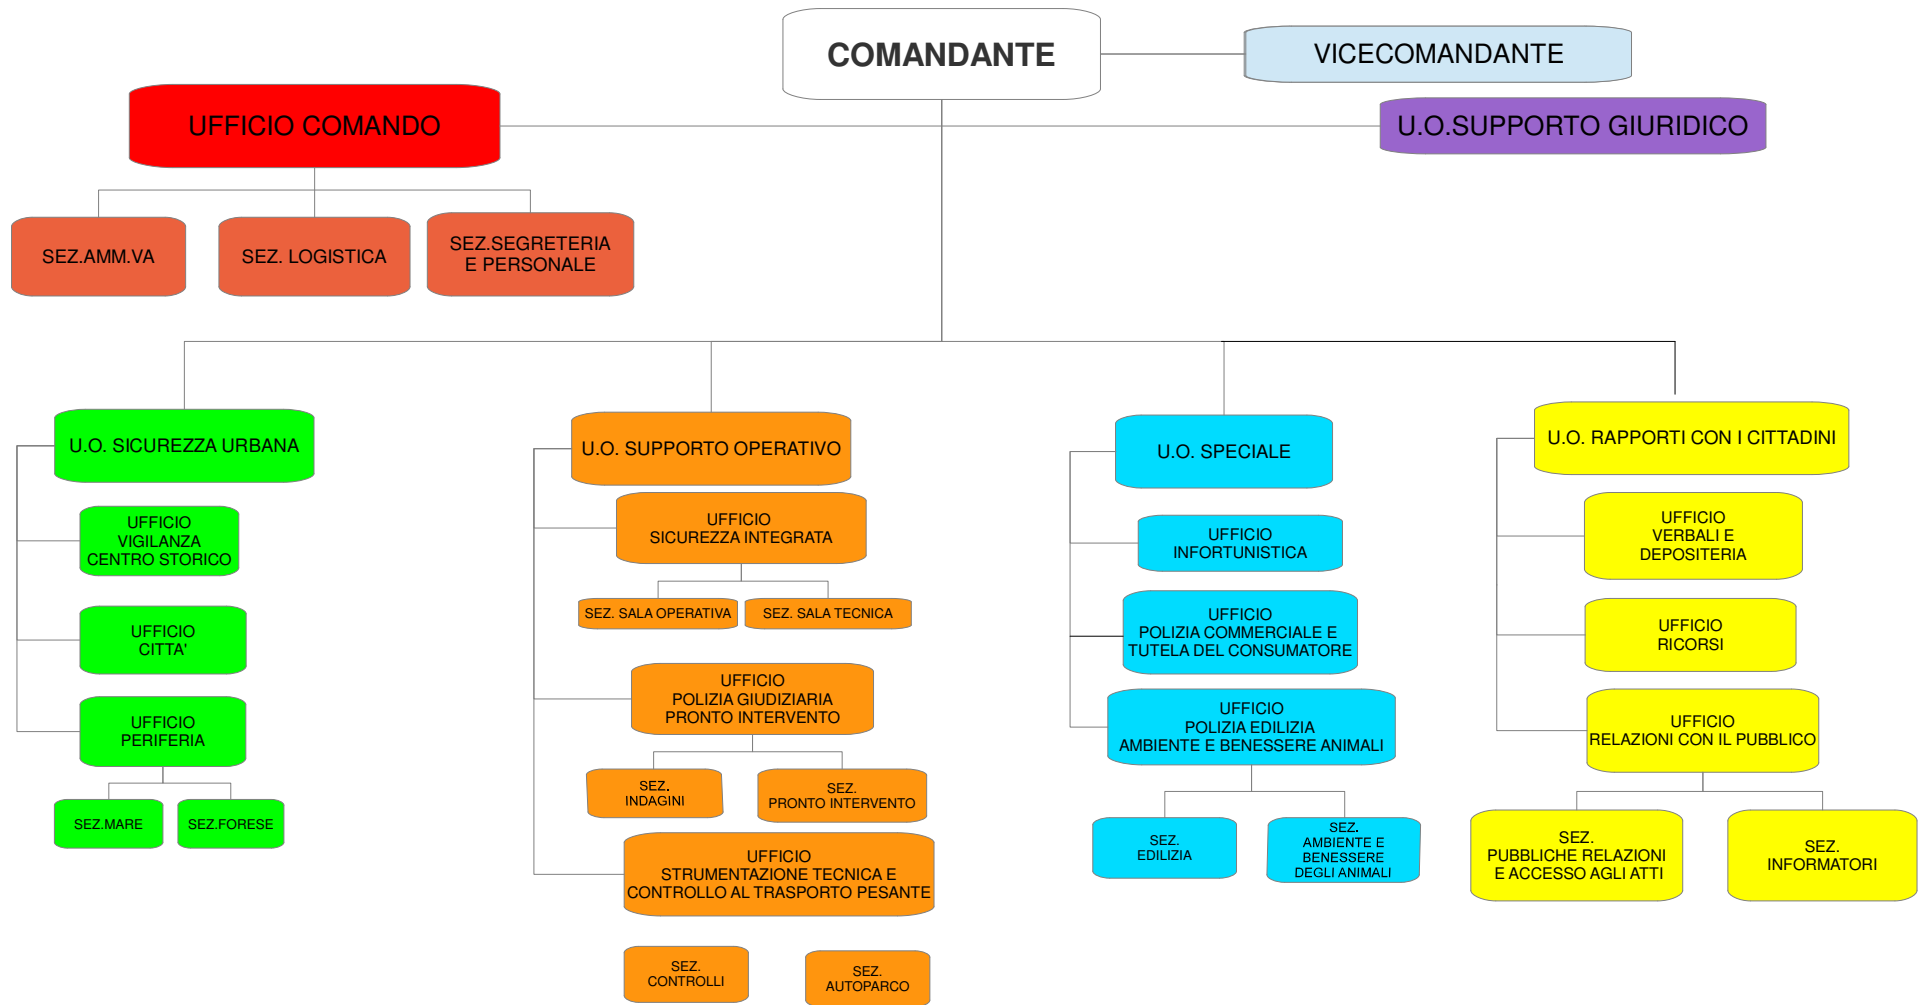 COMANDANTE
VICECOMANDANTE
UFFICIO COMANDO
U.O.SUPPORTO GIURIDICO
SEZ.AMM.VA
SEZ. LOGISTICA
SEZ.SEGRETERIA
E PERSONALE
U.O. SICUREZZA URBANA
UFFICIO
VIGILANZA
CENTRO STORICO
UFFICIO
CITTA'
UFFICIO
PERIFERIA
SEZ.MARE
SEZ.FORESE
U.O. SUPPORTO OPERATIVO
UFFICIO
SICUREZZA INTEGRATA
SEZ. SALA OPERATIVA
SEZ. SALA TECNICA
UFFICIO
POLIZIA GIUDIZIARIA
PRONTO INTERVENTO
SEZ.
INDAGINI
SEZ.
PRONTO INTERVENTO
UFFICIO
STRUMENTAZIONE TECNICA E
CONTROLLO AL TRASPORTO PESANTE
SEZ.
CONTROLLI
SEZ.
AUTOPARCO
U.O. SPECIALE
UFFICIO
INFORTUNISTICA
UFFICIO
POLIZIA COMMERCIALE E
TUTELA DEL CONSUMATORE
UFFICIO
POLIZIA EDILIZIA
AMBIENTE E BENESSERE ANIMALI
SEZ.
EDILIZIA
SEZ.
AMBIENTE E
BENESSERE
DEGLI ANIMALI
U.O. RAPPORTI CON I CITTADINI
UFFICIO
VERBALI E
DEPOSITERIA
UFFICIO
RICORSI
UFFICIO
RELAZIONI CON IL PUBBLICO
SEZ.
PUBBLICHE RELAZIONI
E ACCESSO AGLI ATTI
SEZ.
INFORMATORI